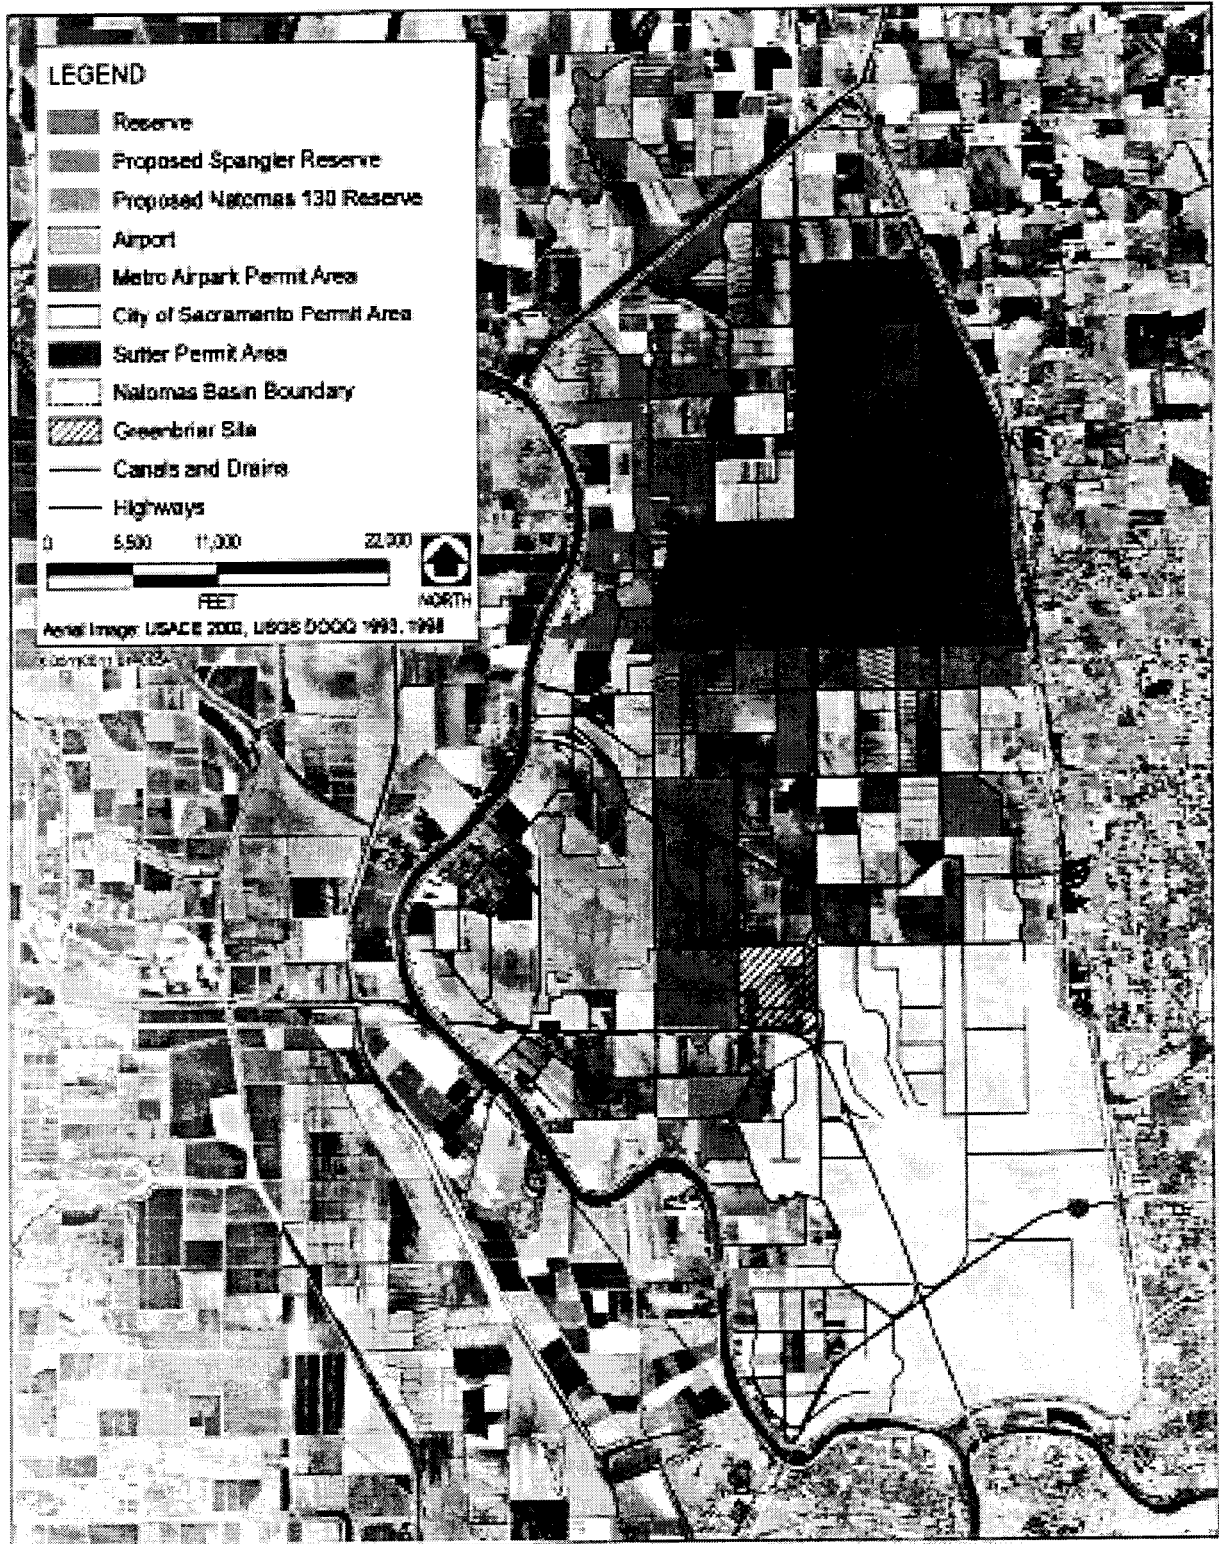 LEGEND
Reserve
Proposed Spangler Reserve
Proposed Natomas 130 Reserve
Airport
Metro Airpark Permit Area
City of Sacramento Permit Area
Sutter Permit Area
Natomas Basin Boundary
Greenbriar Site
Canals and Drains
Highways
0 5,500 11,000 22,000
FEET
NORTH
Aerial Image: USACE 2002, USGS DOQQ 1993, 1998